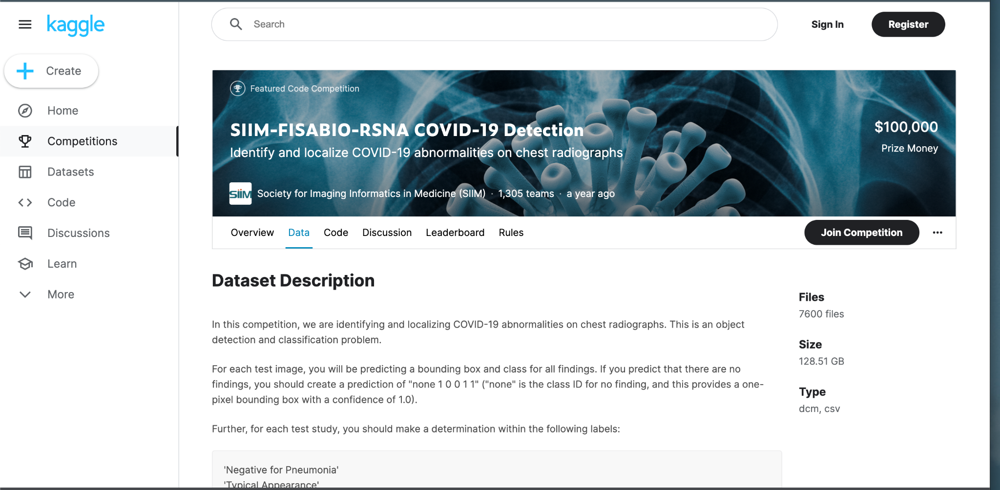 kaggle
Search
Sign In
Register
Create
Home
Competitions
Datasets
Code
Discussions
Learn
More
Featured Code Competition
SIIM-FISABIO-RSNA COVID-19 Detection
Identify and localize COVID-19 abnormalities on chest radiographs
$100,000
Prize Money
SIIM
Society for Imaging Informatics in Medicine (SIIM) · 1,305 teams · a year ago
Overview Data Code Discussion Leaderboard Rules
Join Competition
Dataset Description
In this competition, we are identifying and localizing COVID-19 abnormalities on chest radiographs. This is an object
detection and classification problem.
For each test image, you will be predicting a bounding box and class for all findings. If you predict that there are no
findings, you should create a prediction of "none 1 0 0 1 1" ("none" is the class ID for no finding, and this provides a one-
pixel bounding box with a confidence of 1.0).
Further, for each test study, you should make a determination within the following labels:
'Negative for Pneumonia'
'Typical Appearance'
Files
7600 files
Size
128.51 GB
Type
dcm, csv